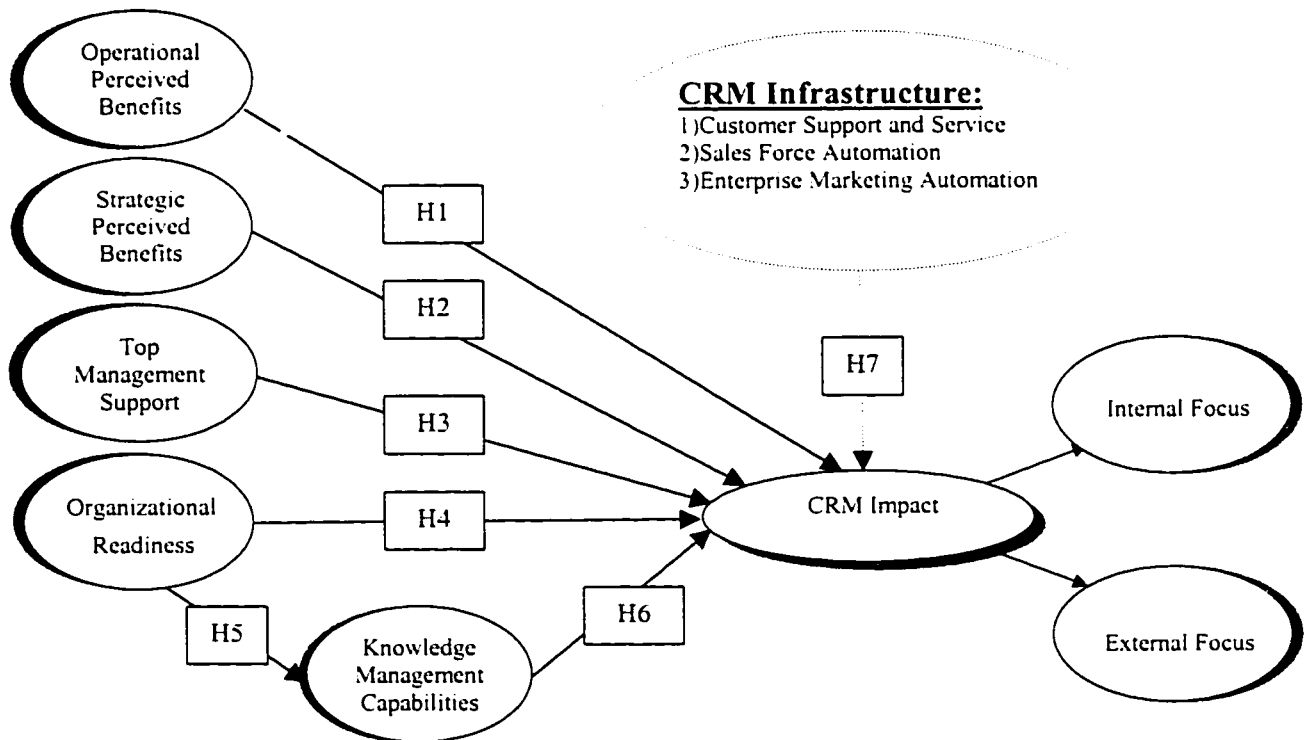 Operational
Perceived
Benefits
CRM Infrastructure:
1)Customer Support and Service
2)Sales Force Automation
3)Enterprise Marketing Automation
H1
Strategic
Perceived
Benefits
H2
Top
Management
Support
H3
H7
Internal Focus
Organizational
Readiness
H4
CRM Impact
H5
H6
Knowledge
Management
Capabilities
External Focus